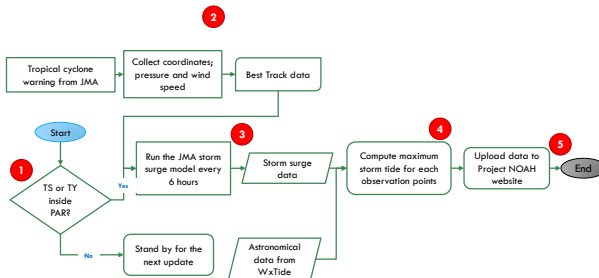 2
Tropical cyclone
warning from JMA
Collect coordinates;
pressure and wind
speed
Best Track data
Start
1
TS or TY
inside
PAR?
Yes
No
3
Run the JMA storm
surge model every
6 hours
Storm surge
data
Stand by for the
next update
Astronomical
data from
WxTide
4
Compute maximum
storm tide for each
observation points
5
Upload data to
Project NOAH
website
End